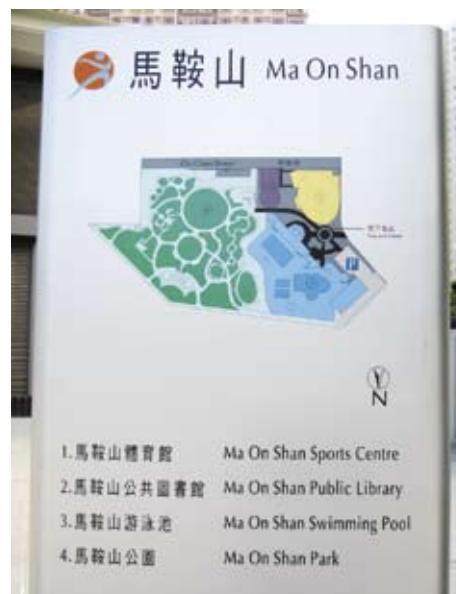 馬鞍山 Ma On Shan
N
1.馬鞍山體育館 Ma On Shan Sports Centre
2.馬鞍山公共圖書館 Ma On Shan Public Library
3.馬鞍山游泳池 Ma On Shan Swimming Pool
4.馬鞍山公園 Ma On Shan Park